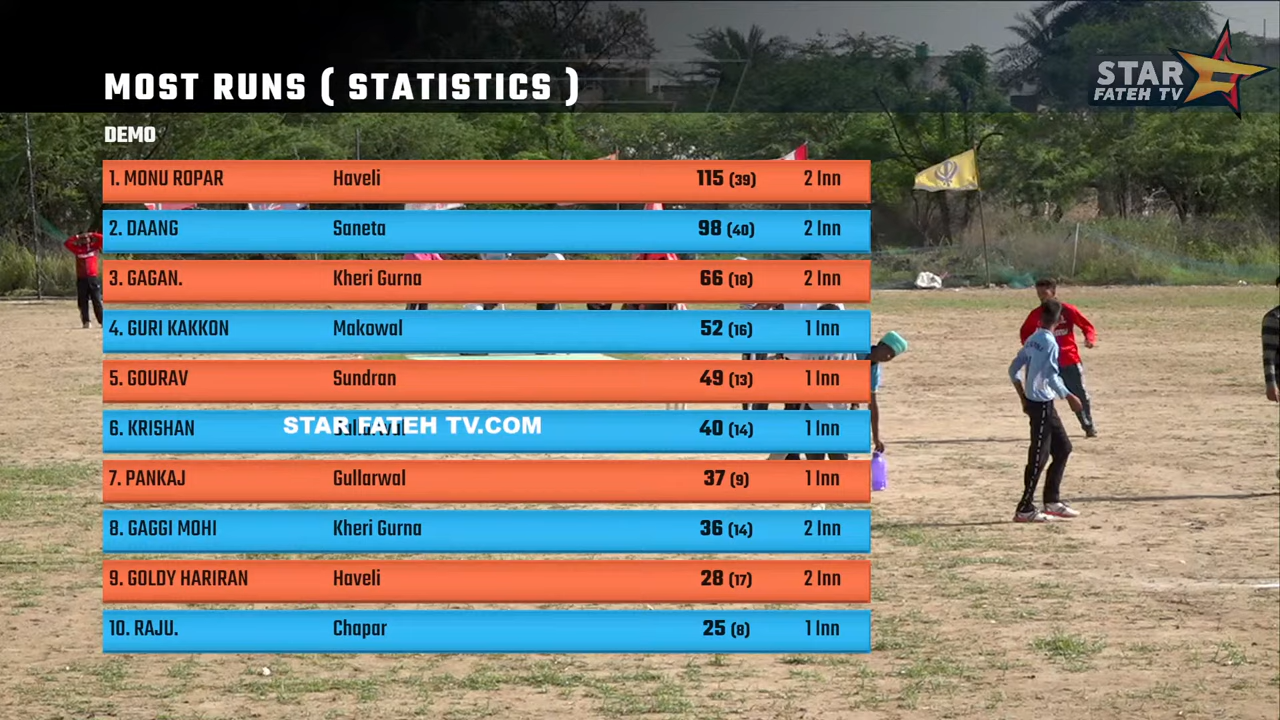 MOST RUNS ( STATISTICS )
STAR
FATEH TV
DEMO
1. MONU ROPAR Haveli 115 (39) 2 Inn
2. DAANG Saneta 98 (40) 2 Inn
3. GAGAN. Kheri Gurna 66 (18) 2 Inn
4. GURI KAKKON Makowal 52 (16) 1 Inn
5. GOURAV Sundran 49 (13) 1 Inn
6. KRISHAN 40 (14) 1 Inn
STAR FATEH TV.COM
7. PANKAJ Gullarwal 37 (9) 1 Inn
8. GAGGI MOHI Kheri Gurna 36 (14) 2 Inn
9. GOLDY HARIRAN Haveli 28 (17) 2 Inn
10. RAJU. Chapar 25 (8) 1 Inn